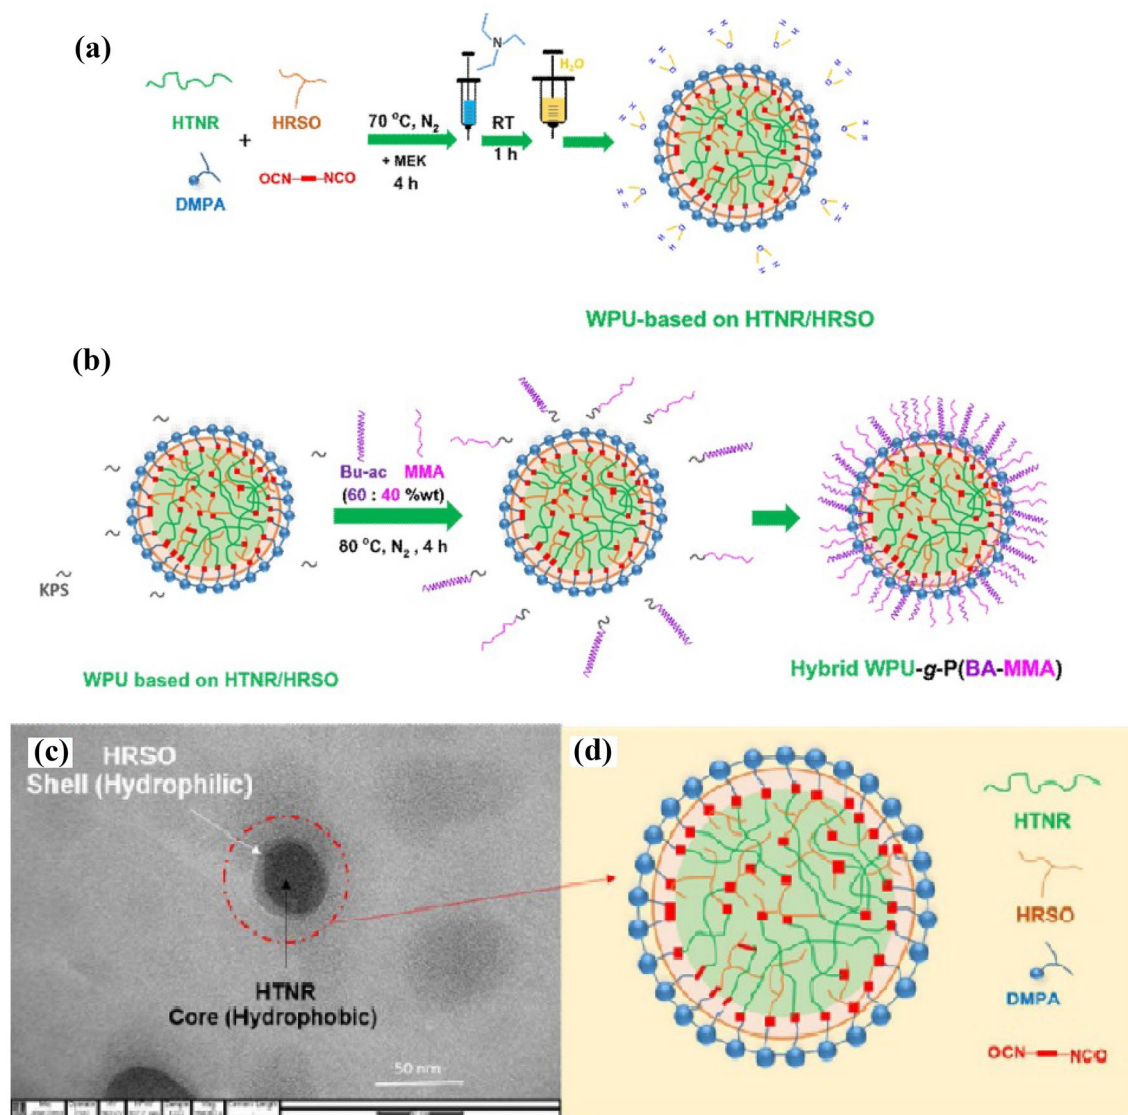 (a)
N
H₂O
HTNR
HRSO
+
70 °C, N₂
+ MEK
4 h
RT
1 h
OCN
NCO
DMPA
WPU-based on HTNR/HRSO
(b)
Bu-ac MMA
(60 : 40 %wt)
80 °C, N₂ , 4 h
KPS
WPU based on HTNR/HRSO
Hybrid WPU-g-P(BA-MMA)
(c)
HRSO
Shell (Hydrophilic)
HTNR
Core (Hydrophobic)
50 nm
(d)
HTNR
HRSO
DMPA
OCN
NCO